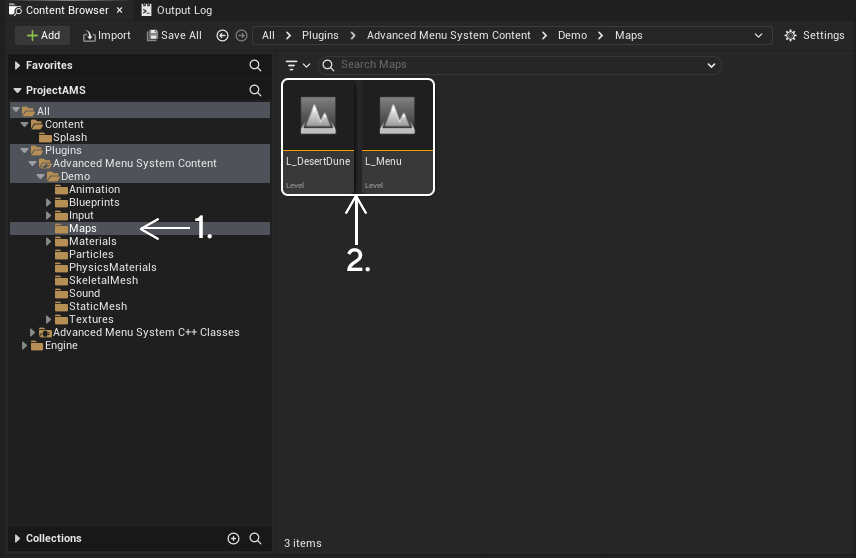 Content Browser
Output Log
Add
Import
Save All
All
Plugins
Advanced Menu System Content
Demo
Maps
Settings
Favorites
Search Maps
ProjectAMS
All
Content
Splash
Plugins
Advanced Menu System Content
Demo
Animation
Blueprints
Input
Maps
Materials
Particles
PhysicsMaterials
SkeletalMesh
Sound
StaticMesh
Textures
Advanced Menu System C++ Classes
Engine
1.
L_DesertDune
Level
L_Menu
Level
2.
Collections
3 items